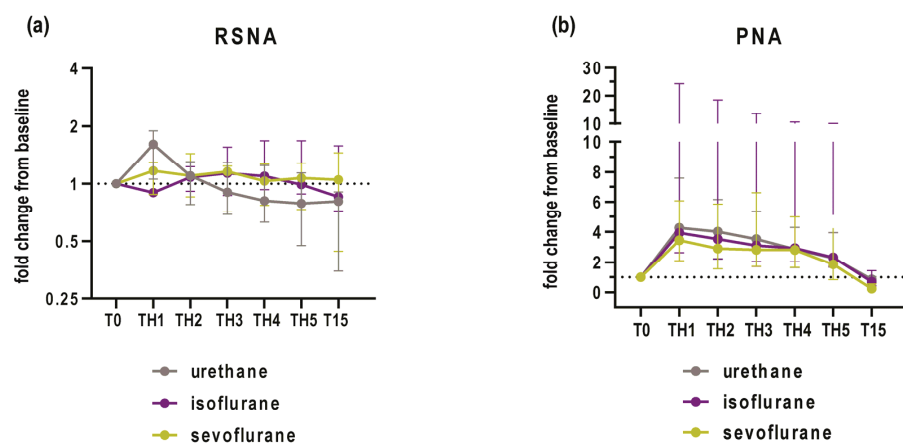 (a)
RSNA
fold change from baseline
4
2
1
0.5
0.25
T0 TH1 TH2 TH3 TH4 TH5 T15
urethane
isoflurane
sevoflurane
(b)
PNA
fold change from baseline
30
20
10
10
8
6
4
2
0
T0 TH1 TH2 TH3 TH4 TH5 T15
urethane
isoflurane
sevoflurane